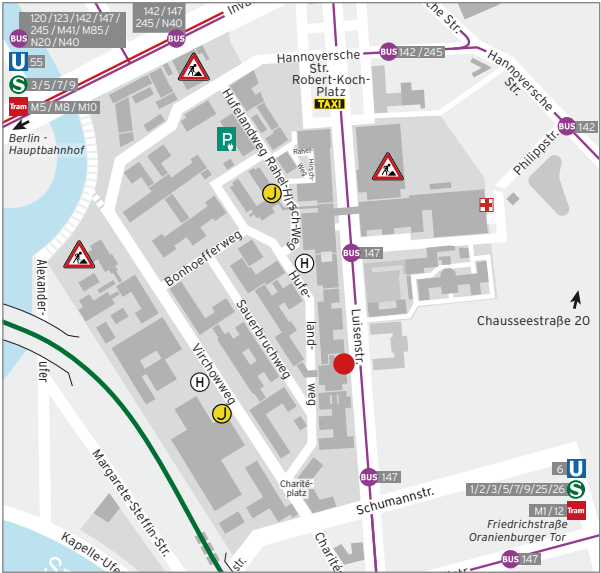 120 / 123 / 142 / 147 /
245 / M41 / M85 /
N20 / N40
BUS
142 / 147
245 / N40
BUS
U 55
S 3/5/7/9
Tram M5 / M8 / M10
Berlin -
Hauptbahnhof
Hannoversche
Str.
Robert-Koch-
Platz
TAXI
BUS 142 / 245
Hannoversche
Str.
BUS 142
Philippstr.
Hufelandweg
P
Rahel-
Hirsch-
Weg
Rahel-Hirsch-We
g
J
H
BUS 147
Bonhoefferweg
Hufe-
land-
weg
Sauerbruchweg
Virchowweg
H
J
Luisenstr.
Alexander-
ufer
Chausseestraße 20
Charité-
platz
BUS 147
Schumannstr.
6 U
1/2/3/5/7/9/25/26 S
M1 / 12 Tram
Friedrichstraße
Oranienburger Tor
BUS 147
Margarete-Steffin-Str.
Kapelle-Ufe
str.
Charité